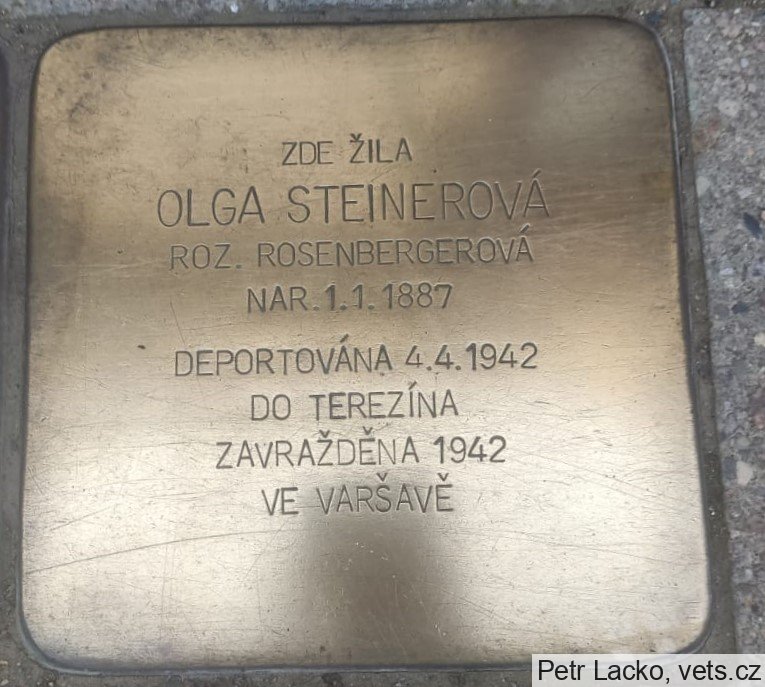 ZDE ŽILA
OLGA STEINEROVÁ
ROZ. ROSENBERGEROVÁ
NAR.1.1.1887
DEPORTOVÁNA 4.4.1942
DO TEREZÍNA
ZAVRAŽDĚNA 1942
VE VARŠAVĚ
Petr Lacko, vets.cz